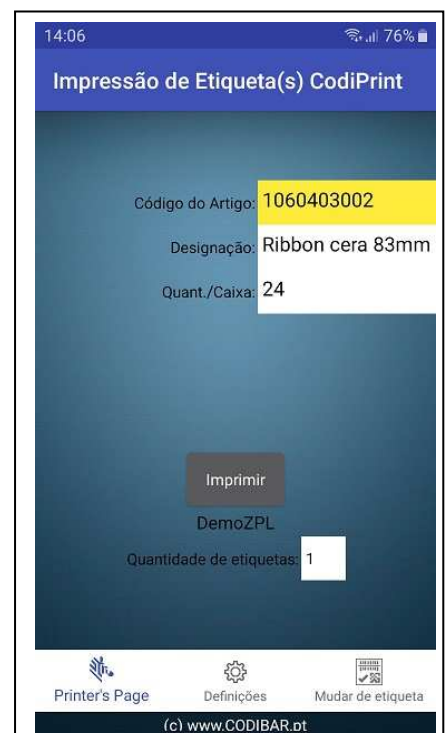 14:06 76%
Impressão de Etiqueta(s) CodiPrint
Código do Artigo: 1060403002
Designação: Ribbon cera 83mm
Quant./Caixa: 24
Imprimir
DemoZPL
Quantidade de etiquetas: 1
Printer's Page Definições Mudar de etiqueta
(c) www.CODIBAR.pt